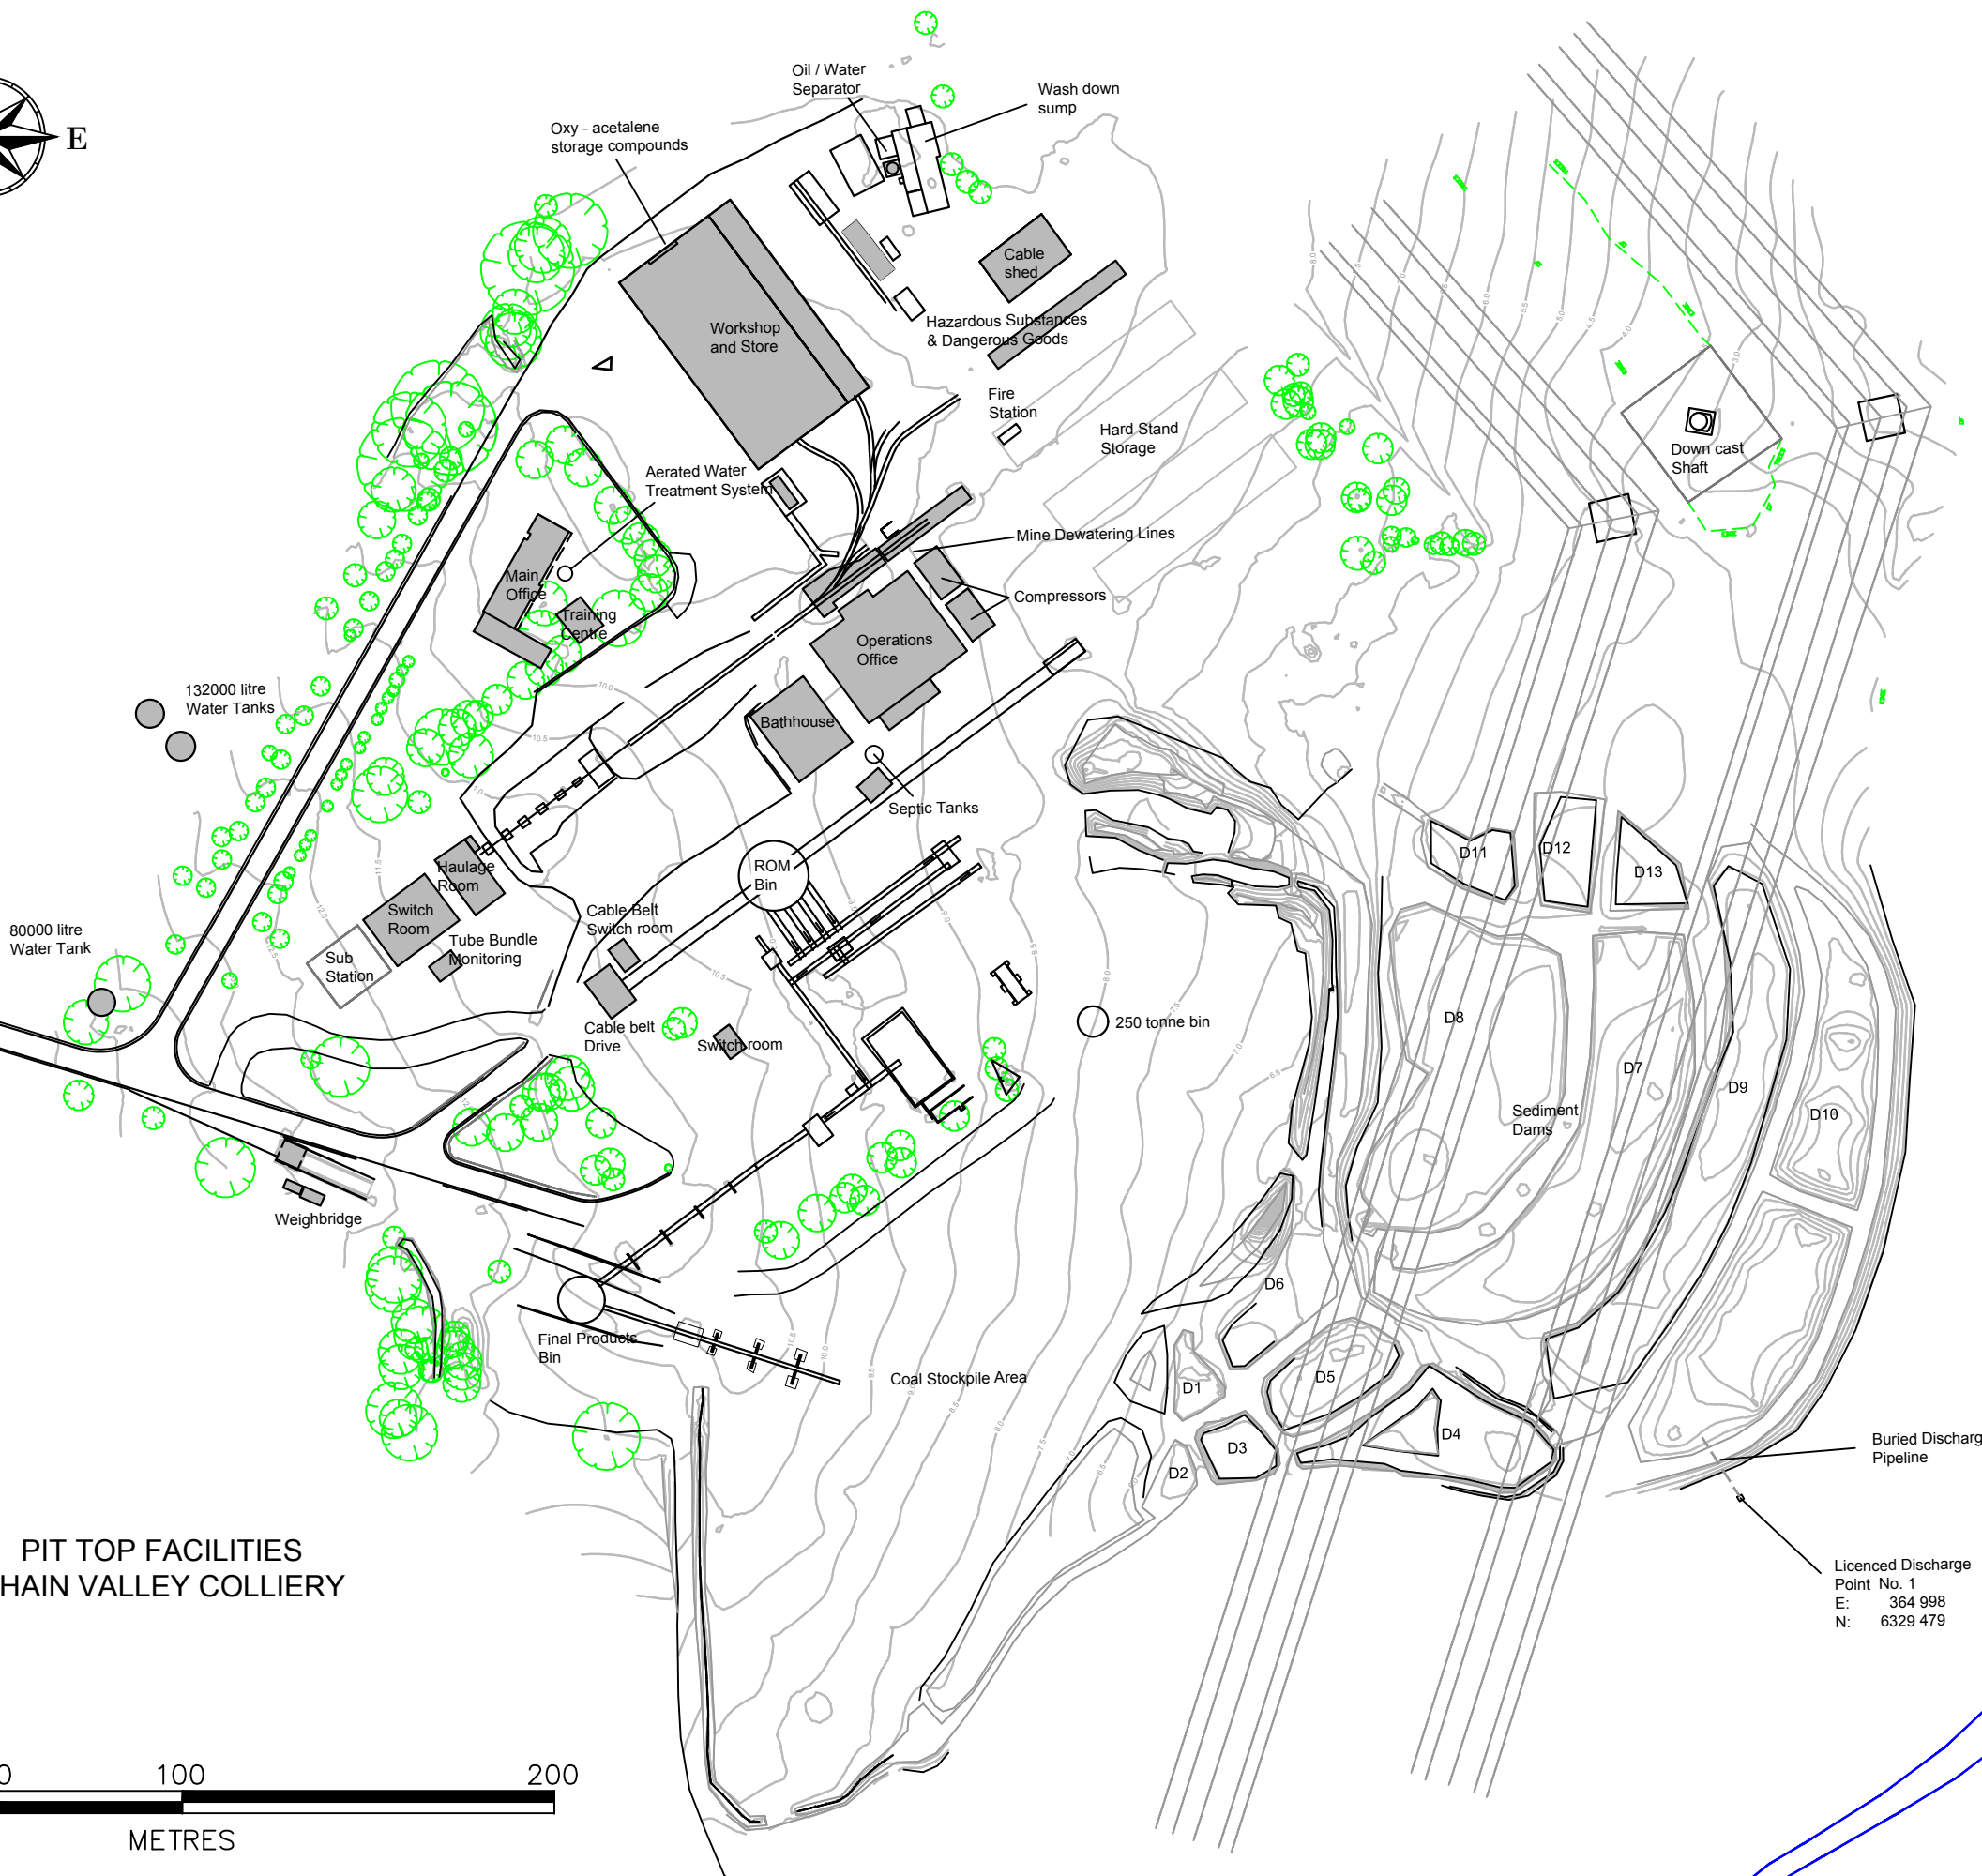 Oil / Water
Separator
Wash down
sump
E
Oxy - acetalene
storage compounds
Cable
shed
Workshop
and Store
Hazardous Substances
& Dangerous Goods
Fire
Station
Hard Stand
Storage
Down cast
Shaft
Aerated Water
Treatment System
Mine Dewatering Lines
Main
Office
Compressors
Training
Centre
Operations
Office
132000 litre
Water Tanks
Bathhouse
Septic Tanks
ROM
Bin
D11
D12
D13
Haulage
Room
Switch
Room
Cable Belt
Switch room
80000 litre
Water Tank
Tube Bundle
Monitoring
Sub
Station
Cable belt
Drive
Switch room
250 tonne bin
D8
D7
D9
D10
Sediment
Dams
Weighbridge
D6
Final Products
Bin
Coal Stockpile Area
D1
D5
D3
D4
D2
Buried Discharg
Pipeline
PIT TOP FACILITIES
HAIN VALLEY COLLIERY
Licenced Discharge
Point No. 1
E: 364 998
N: 6329 479
0 100 200
METRES